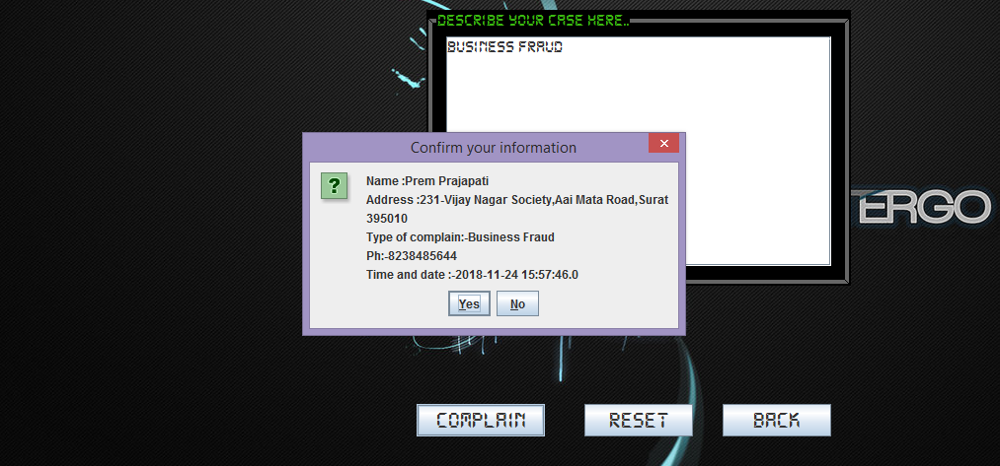 DESCRIBE YOUR CASE HERE..
BUSINESS FRAUD
Confirm your information
Name :Prem Prajapati
Address :231-Vijay Nagar Society,Aai Mata Road,Surat
395010
Type of complain:-Business Fraud
Ph:-8238485644
Time and date :-2018-11-24 15:57:46.0
Yes No
TERGO
COMPLAIN RESET BACK